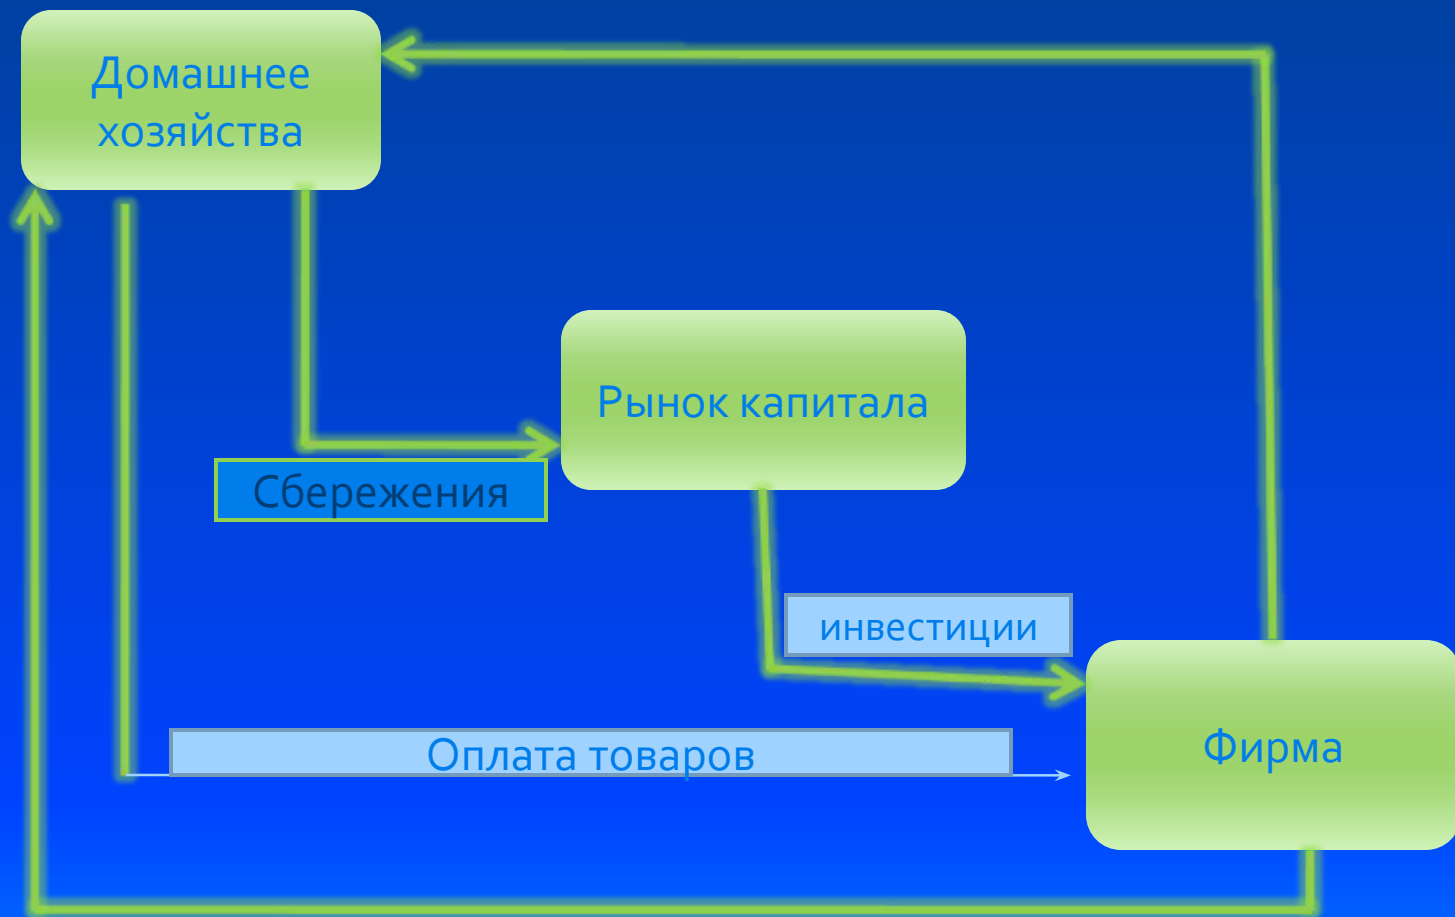 Домашнее
хозяйства
Рынок капитала
Сбережения
инвестиции
Оплата товаров
Фирма